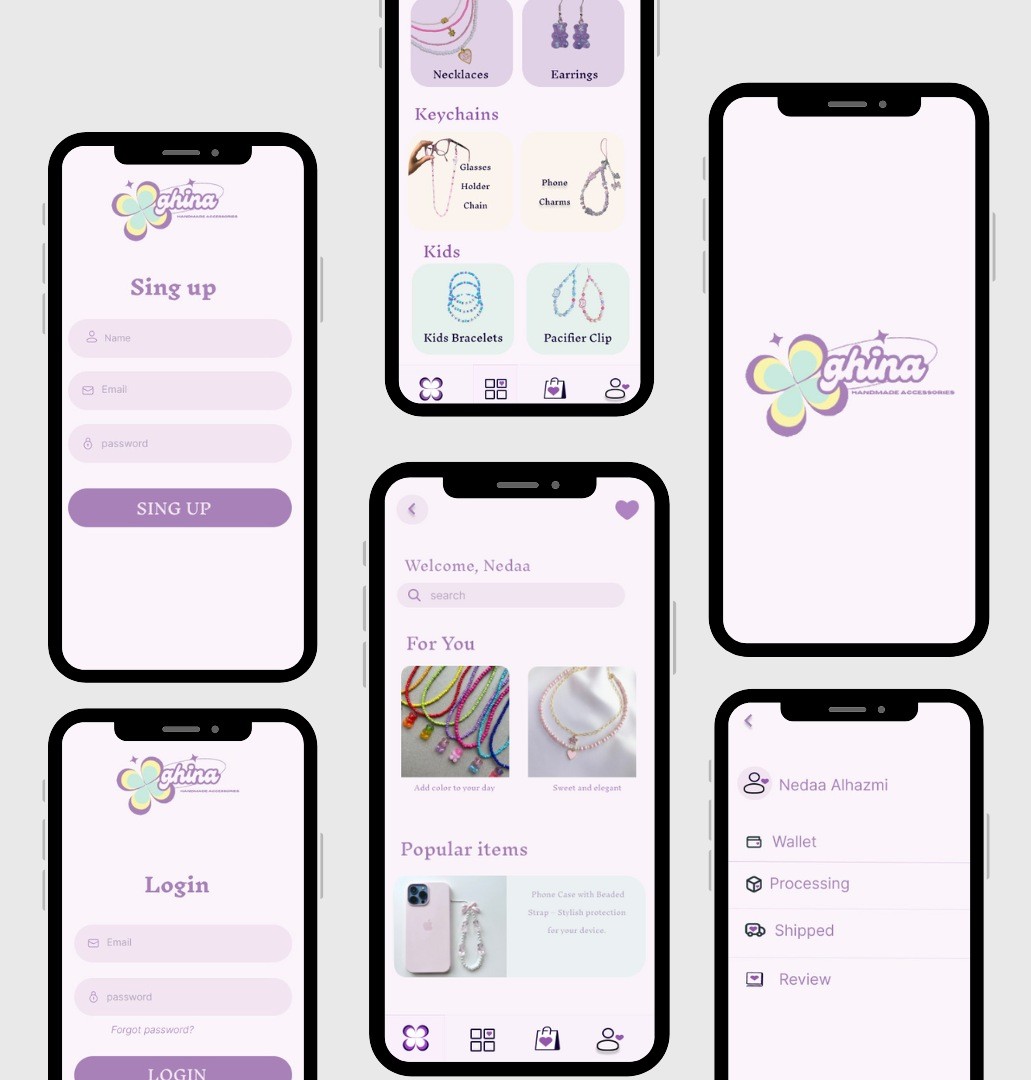 ghina
HANDMADE ACCESSORIES
Sing up
Name
Email
password
SING UP
ghina
HANDMADE ACCESSORIES
Login
Email
password
Forgot password?
LOGIN
Necklaces
Earrings
Keychains
Glasses
Holder
Chain
Phone
Charms
Kids
Kids Bracelets
Pacifier Clip
Welcome, Nedaa
search
For You
Add color to your day
Sweet and elegant
Popular items
Phone Case with Beaded
Strap – Stylish protection
for your device.
ghina
HANDMADE ACCESSORIES
Nedaa Alhazmi
Wallet
Processing
Shipped
Review